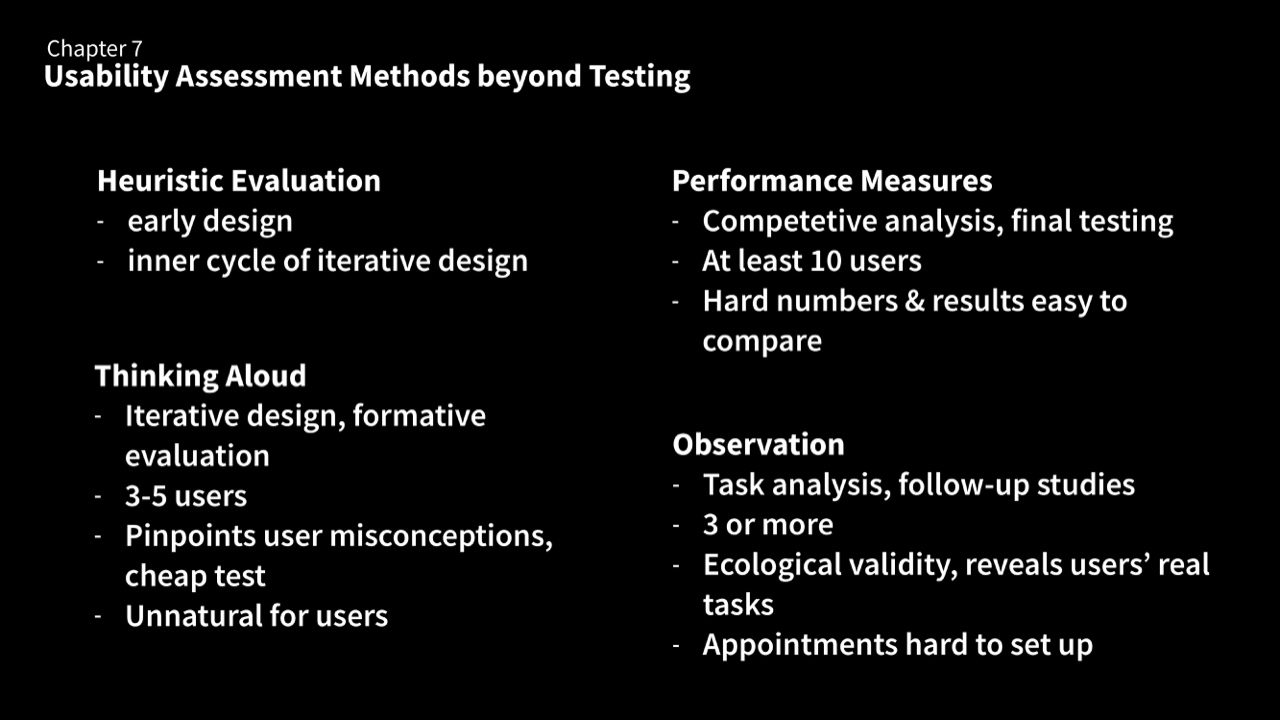 Chapter 7
Usability Assessment Methods beyond Testing
Heuristic Evaluation
- early design
- inner cycle of iterative design
Thinking Aloud
- Iterative design, formative
evaluation
- 3-5 users
- Pinpoints user misconceptions,
cheap test
- Unnatural for users
Performance Measures
- Competetive analysis, final testing
- At least 10 users
- Hard numbers & results easy to
compare
Observation
- Task analysis, follow-up studies
- 3 or more
- Ecological validity, reveals users’ real
tasks
- Appointments hard to set up